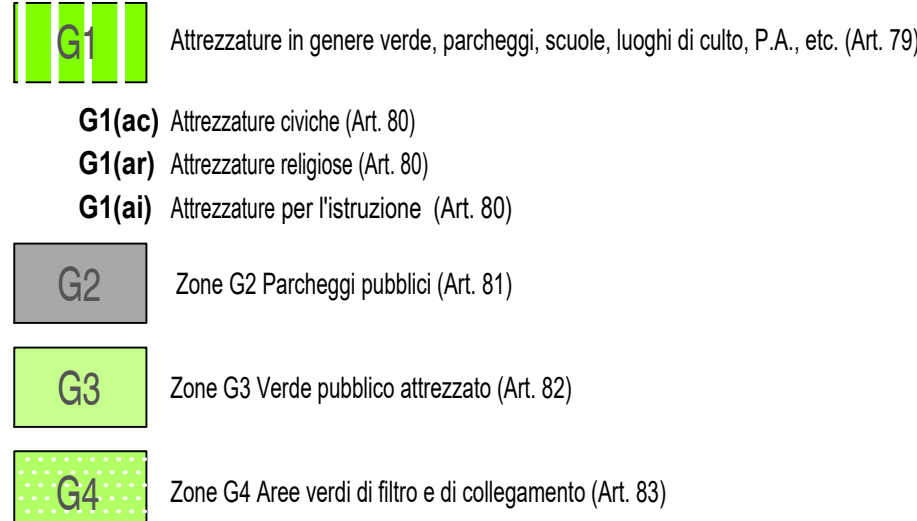 G1 Attrezzature in genere verde, parcheggi, scuole, luoghi di culto, P.A., etc. (Art. 79)
G1(ac) Attrezzature civiche (Art. 80)
G1(ar) Attrezzature religiose (Art. 80)
G1(ai) Attrezzature per l'istruzione (Art. 80)
G2 Zone G2 Parcheggi pubblici (Art. 81)
G3 Zone G3 Verde pubblico attrezzato (Art. 82)
G4 Zone G4 Aree verdi di filtro e di collegamento (Art. 83)